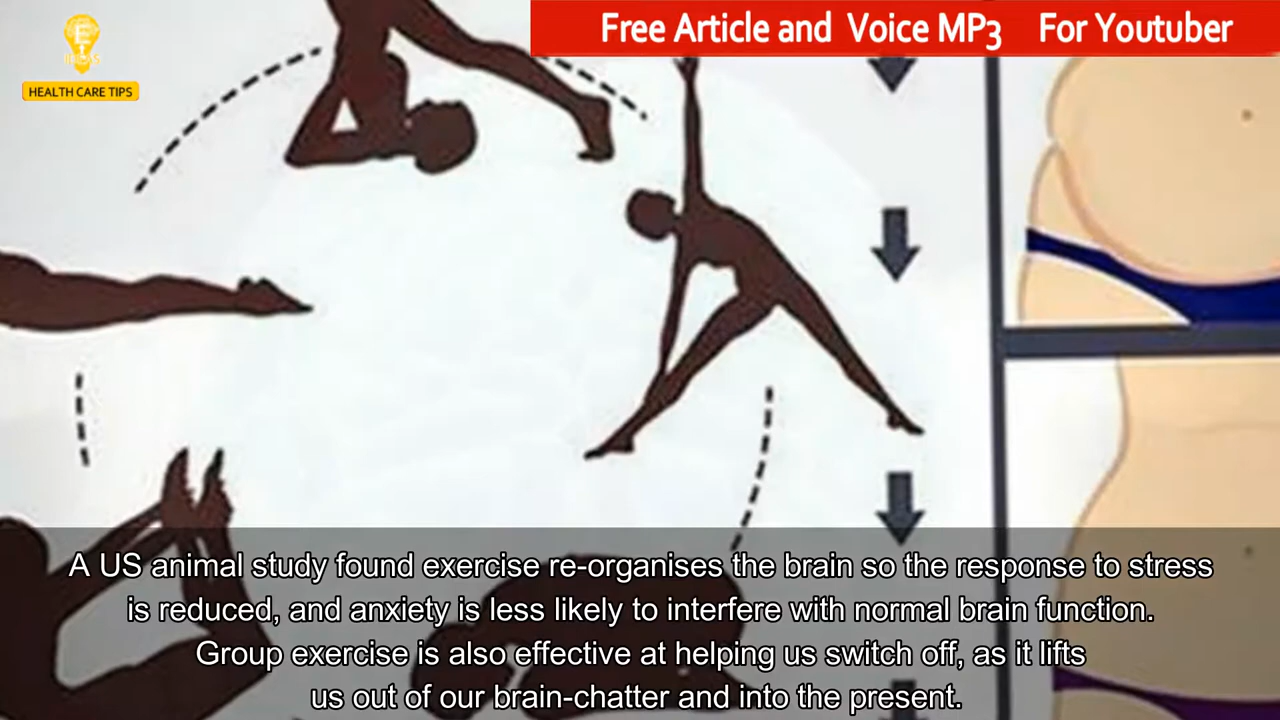 Free Article and Voice MP3 For Youtuber
HEALTH CARE TIPS
A US animal study found exercise re-organises the brain so the response to stress
is reduced, and anxiety is less likely to interfere with normal brain function.
Group exercise is also effective at helping us switch off, as it lifts
us out of our brain-chatter and into the present.